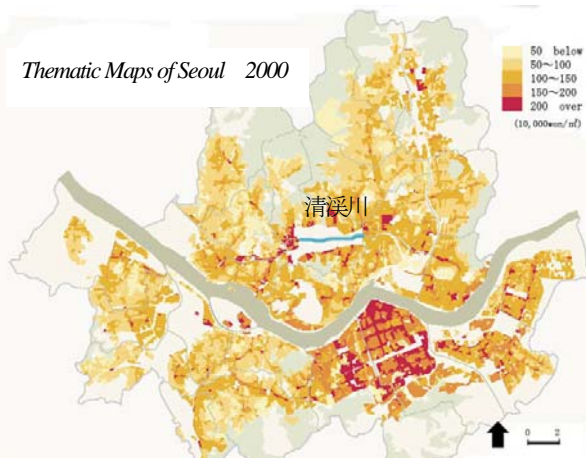 Thematic Maps of Seoul 2000
50 below
50～100
100～150
150～200
200 over
(10,000won/㎡)
清渓川
0 2